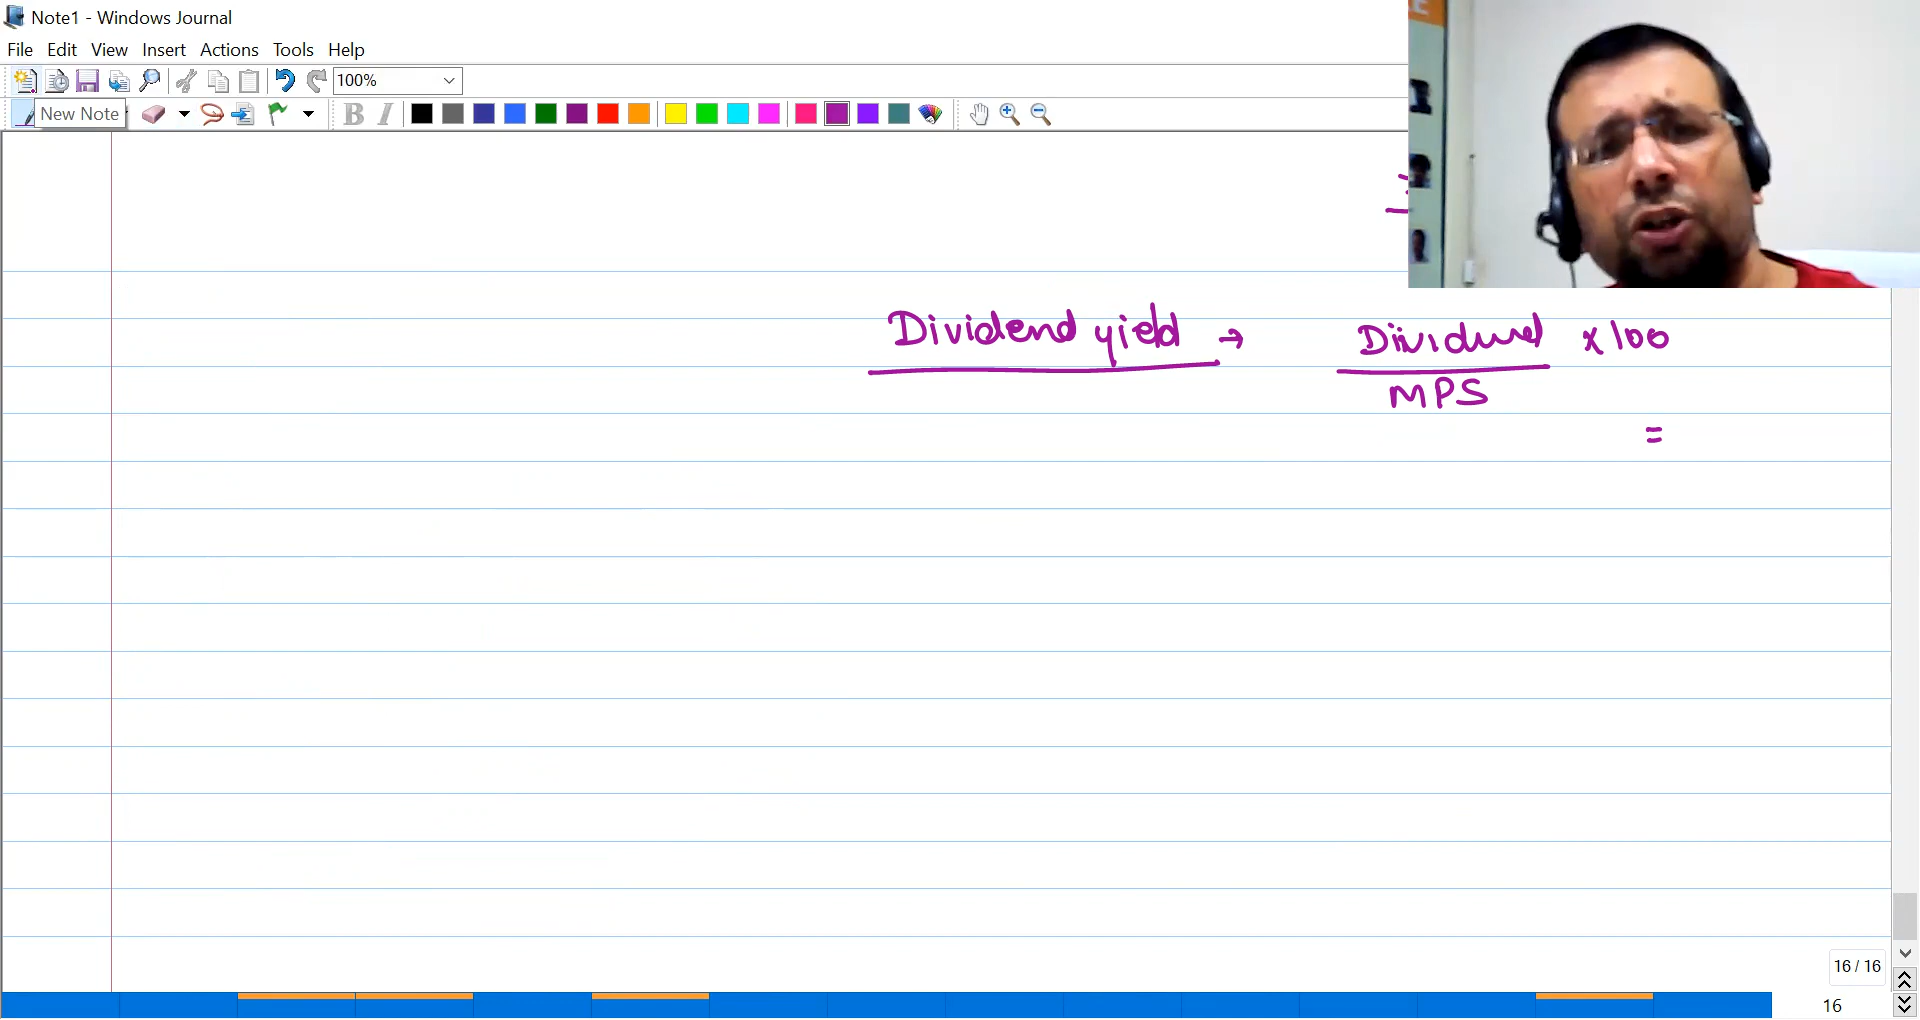 Note1 - Windows Journal
File Edit View Insert Actions Tools Help
100%
New Note
B I
Dividend yield → Dividend × 100
MPS
=
16 / 16
16